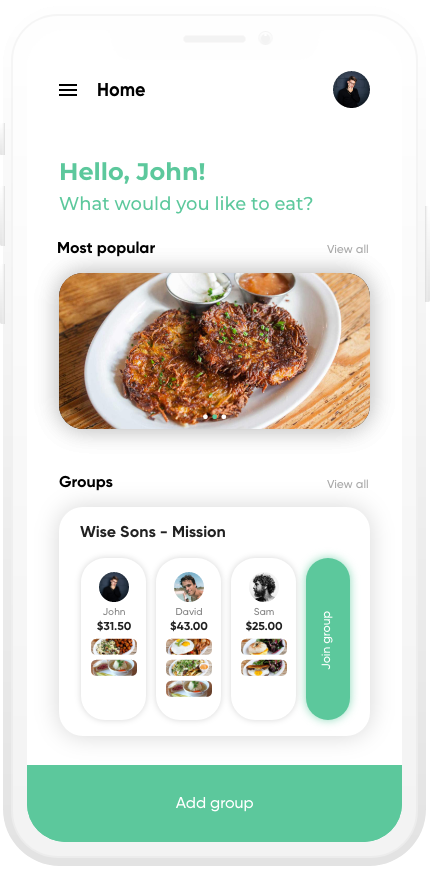 Home
Hello, John!
What would you like to eat?
Most popular
View all
Groups
View all
Wise Sons - Mission
John
$31.50
David
$43.00
Sam
$25.00
Join group
Add group